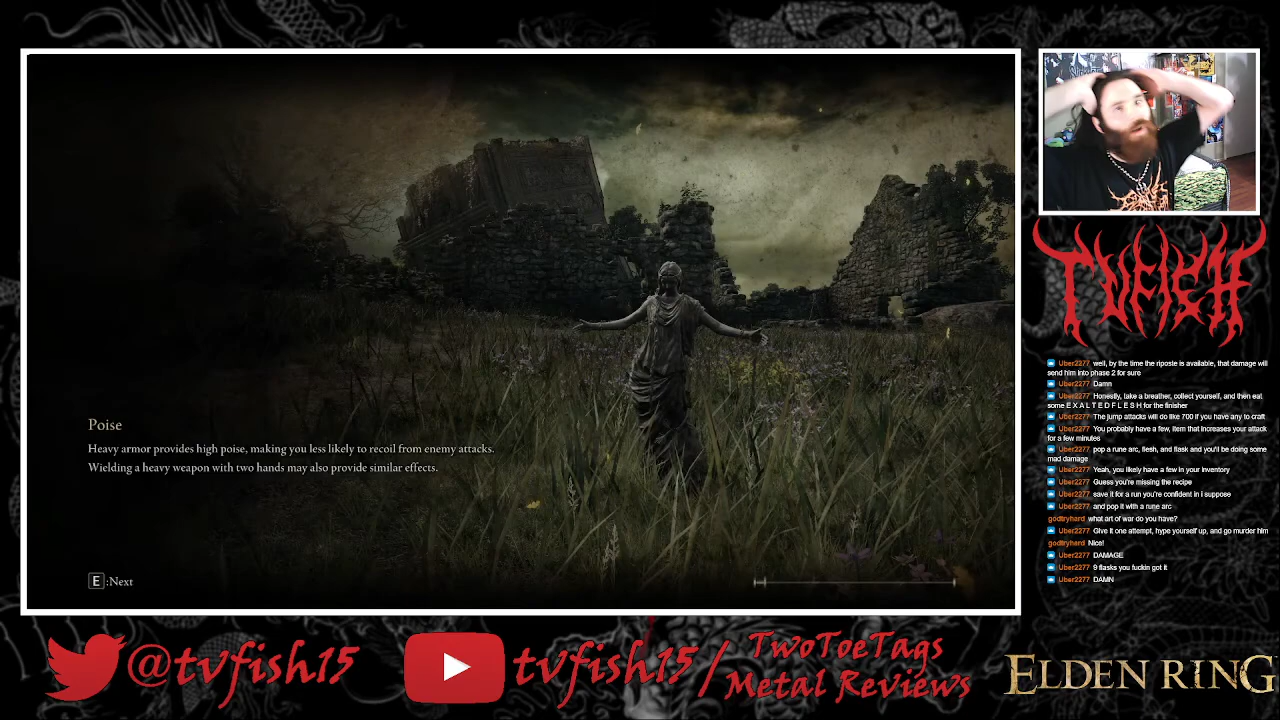 Poise
Heavy armor provides high poise, making you less likely to recoil from enemy attacks.
Wielding a heavy weapon with two hands may also provide similar effects.
E:Next
TVFISH
Uber2277 well, by the time the riposte is available, that damage will
send him into phase 2 for sure
Uber2277 Damn
Uber2277 Honestly, take a breather, collect yourself, and then eat
some E X A L T E D F L E S H for the finisher
Uber2277 The jump attacks will do like 700 if you have any to craft
Uber2277 You probably have a few, item that increases your attack
for a few minutes
Uber2277 pop a rune arc, flesh, and flask and you'll be doing some
mad damage
Uber2277 Yeah, you likely have a few in your inventory
Uber2277 Guess you're missing the recipe
Uber2277 save it for a run you're confident in i suppose
Uber2277 and pop it with a rune arc
godtryhard what art of war do you have?
Uber2277 Give it one attempt, hype yourself up, and go murder him
godtryhard Nice!
Uber2277 DAMAGE
Uber2277 9 flasks you fuckin got it
Uber2277 DAMN
@tvfish15
tvfish15 / TwoToeTags
Metal Reviews
ELDEN RING